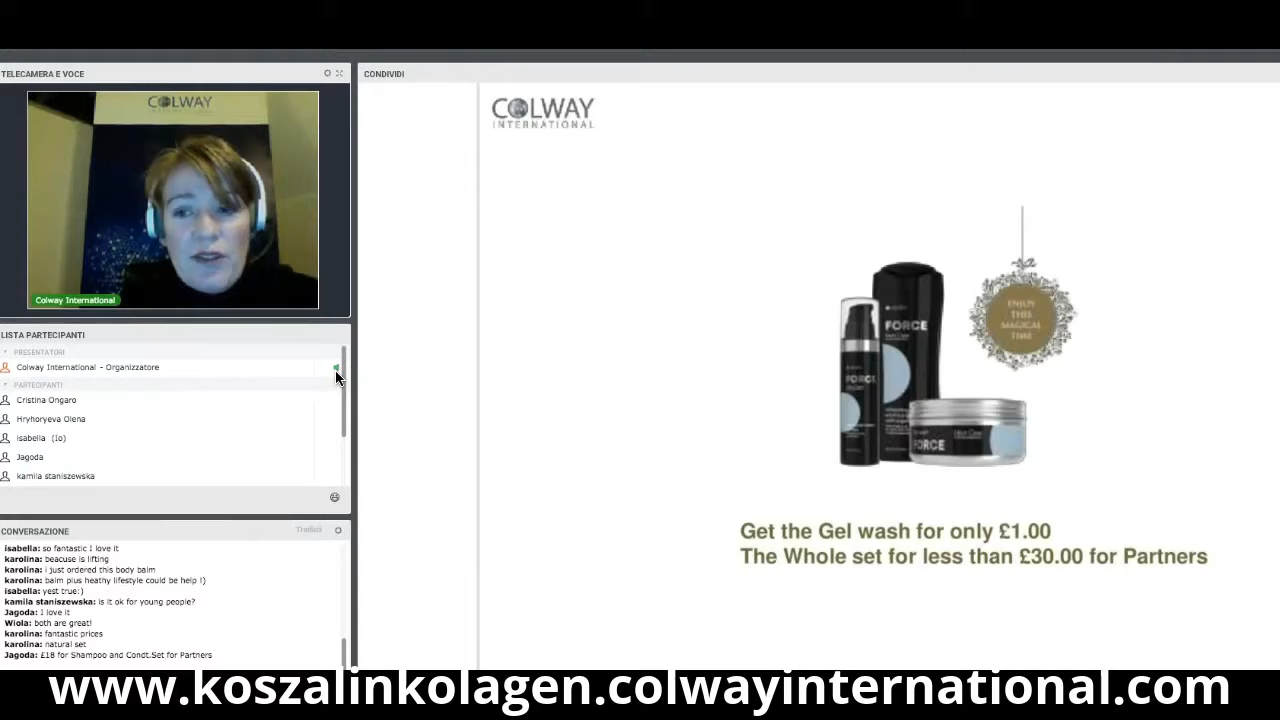 TELECAMERA E VOCE
COLWAY
Colway International
LISTA PARTECIPANTI
PRESENTATORI
Colway International - Organizzatore
PARTECIPANTI
Cristina Ongaro
Hryhoryeva Olena
isabella (Io)
Jagoda
kamila staniszewska
CONVERSAZIONE
Traduci
isabella: so fantastic I love it
karolina: beacuse is lifting
karolina: i just ordered this body balm
karolina: balm plus heathy lifestyle could be help !)
isabella: yest true:)
kamila staniszewska: is it ok for young people?
Jagoda: I love it
Wiola: both are great!
karolina: fantastic prices
karolina: natural set
Jagoda: £18 for Shampoo and Condt.Set for Partners
CONDIVIDI
COLWAY
INTERNATIONAL
FORCE
FORCE
FORCE
ENJOY
THIS
MAGICAL
TIME
Get the Gel wash for only £1.00
The Whole set for less than £30.00 for Partners
www.koszalinkolagen.colwayinternational.com